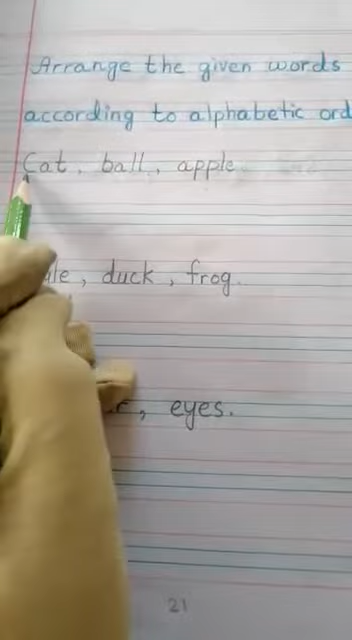 Arrange the given words
according to alphabetic ord
Cat, ball, apple.
duck, frog.
eyes.
21